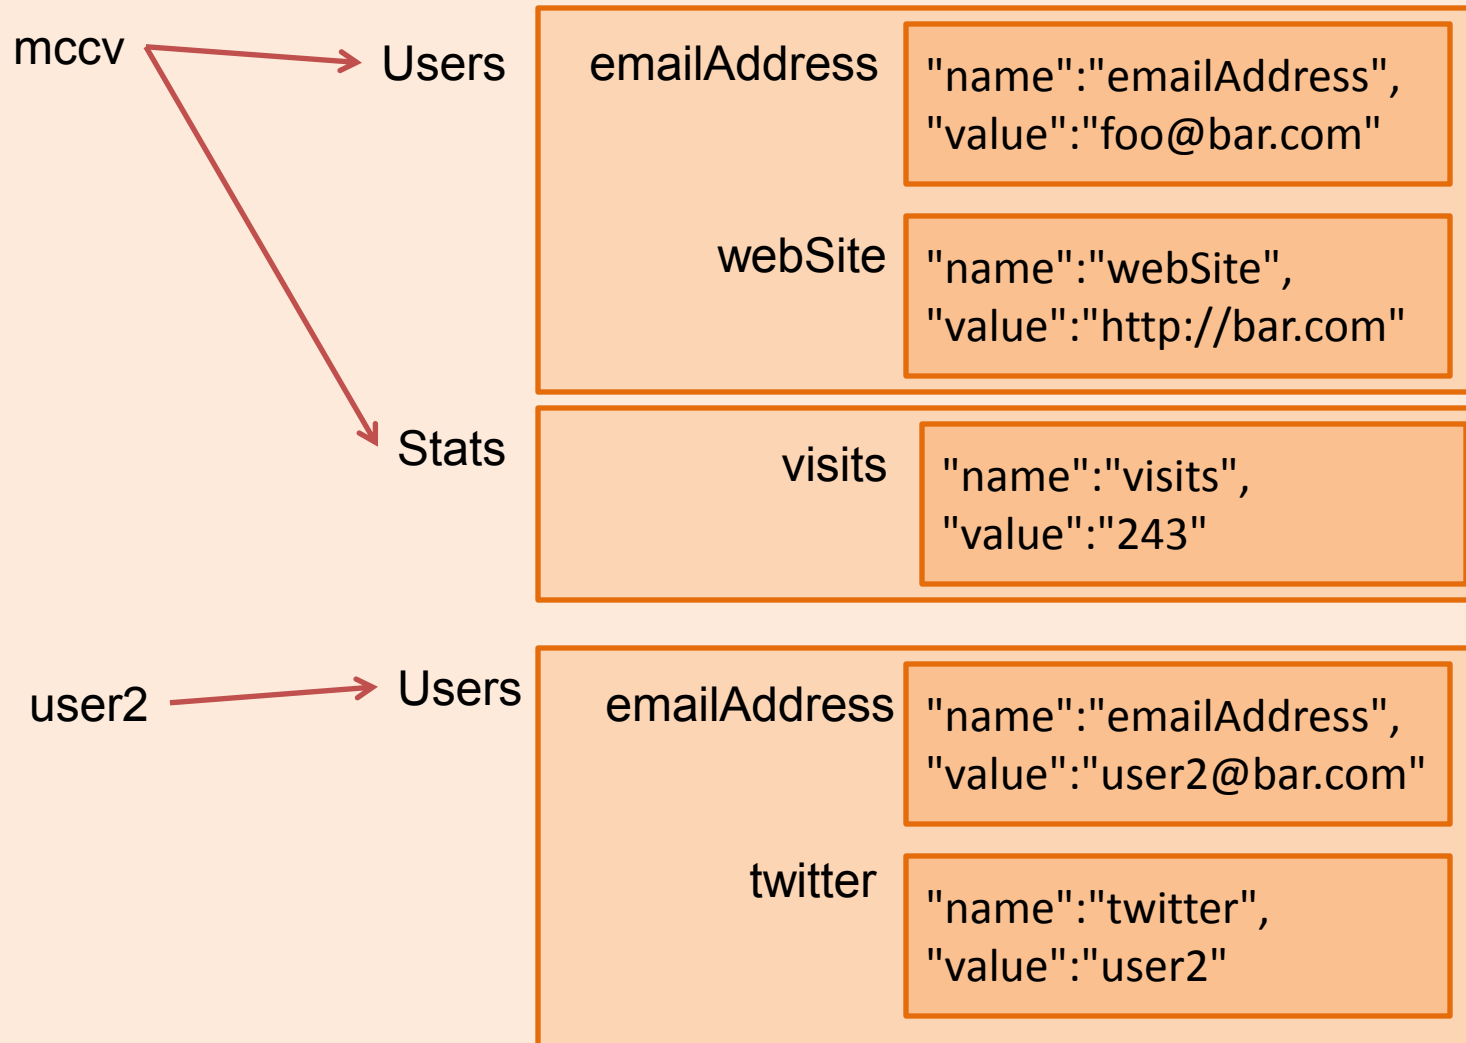 mccv
Users
emailAddress
"name":"emailAddress",
"value":"foo@bar.com"
webSite
"name":"webSite",
"value":"http://bar.com"
Stats
visits
"name":"visits",
"value":"243"
user2
Users
emailAddress
"name":"emailAddress",
"value":"user2@bar.com"
twitter
"name":"twitter",
"value":"user2"